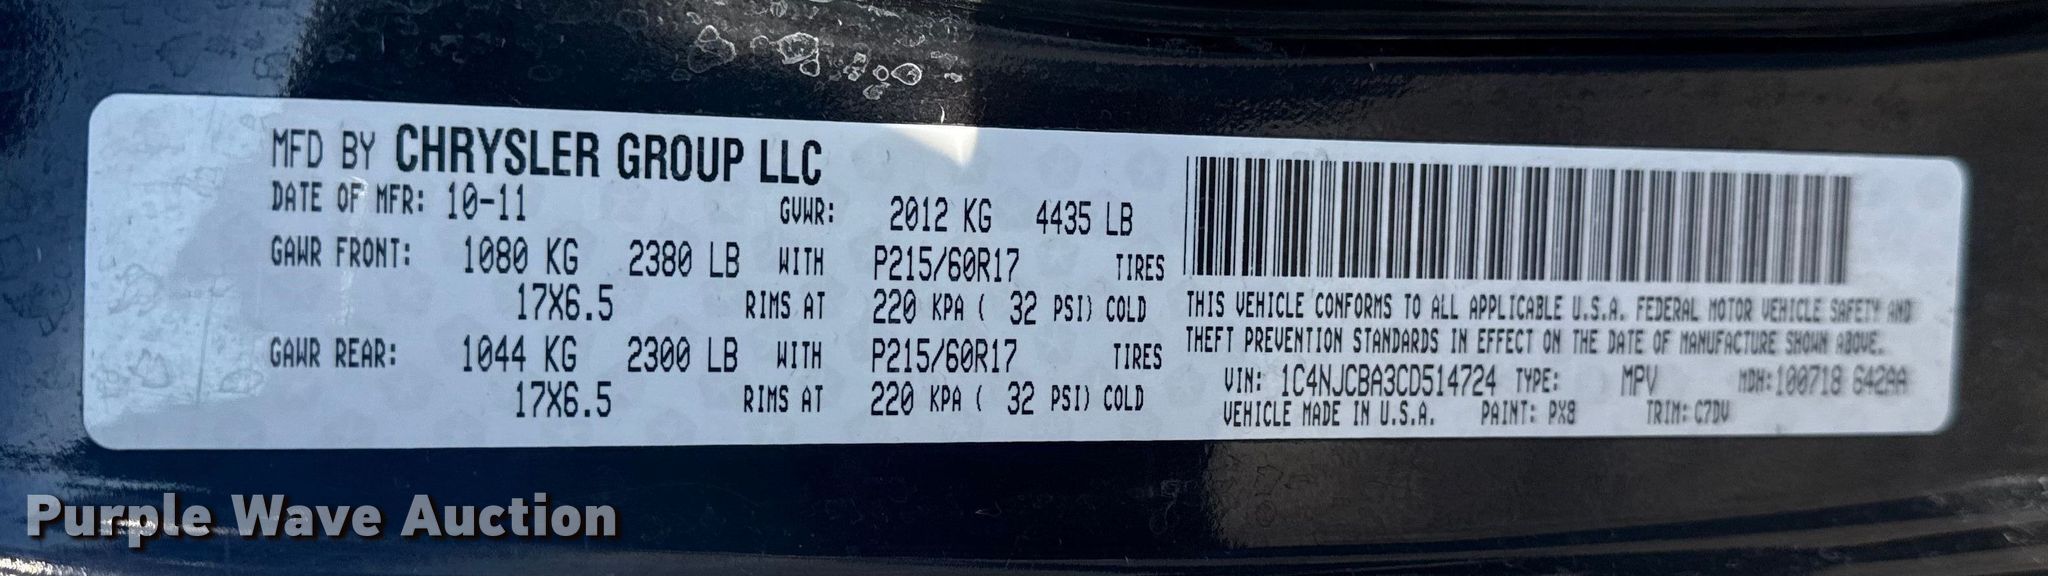 MFD BY CHRYSLER GROUP LLC
DATE OF MFR: 10-11 GVWR: 2012 KG 4435 LB
GAWR FRONT: 1080 KG 2380 LB WITH P215/60R17 TIRES
17X6.5 RIMS AT 220 KPA ( 32 PSI) COLD
GAWR REAR: 1044 KG 2300 LB WITH P215/60R17 TIRES
17X6.5 RIMS AT 220 KPA ( 32 PSI) COLD
THIS VEHICLE CONFORMS TO ALL APPLICABLE U.S.A. FEDERAL MOTOR VEHICLE SAFETY AND
THEFT PREVENTION STANDARDS IN EFFECT ON THE DATE OF MANUFACTURE SHOWN ABOVE.
VIN: 1C4NJCBA3CD514724 TYPE: MPV MDH:100718 642AA
VEHICLE MADE IN U.S.A. PAINT: PX8 TRIM: C7DV
Purple Wave Auction